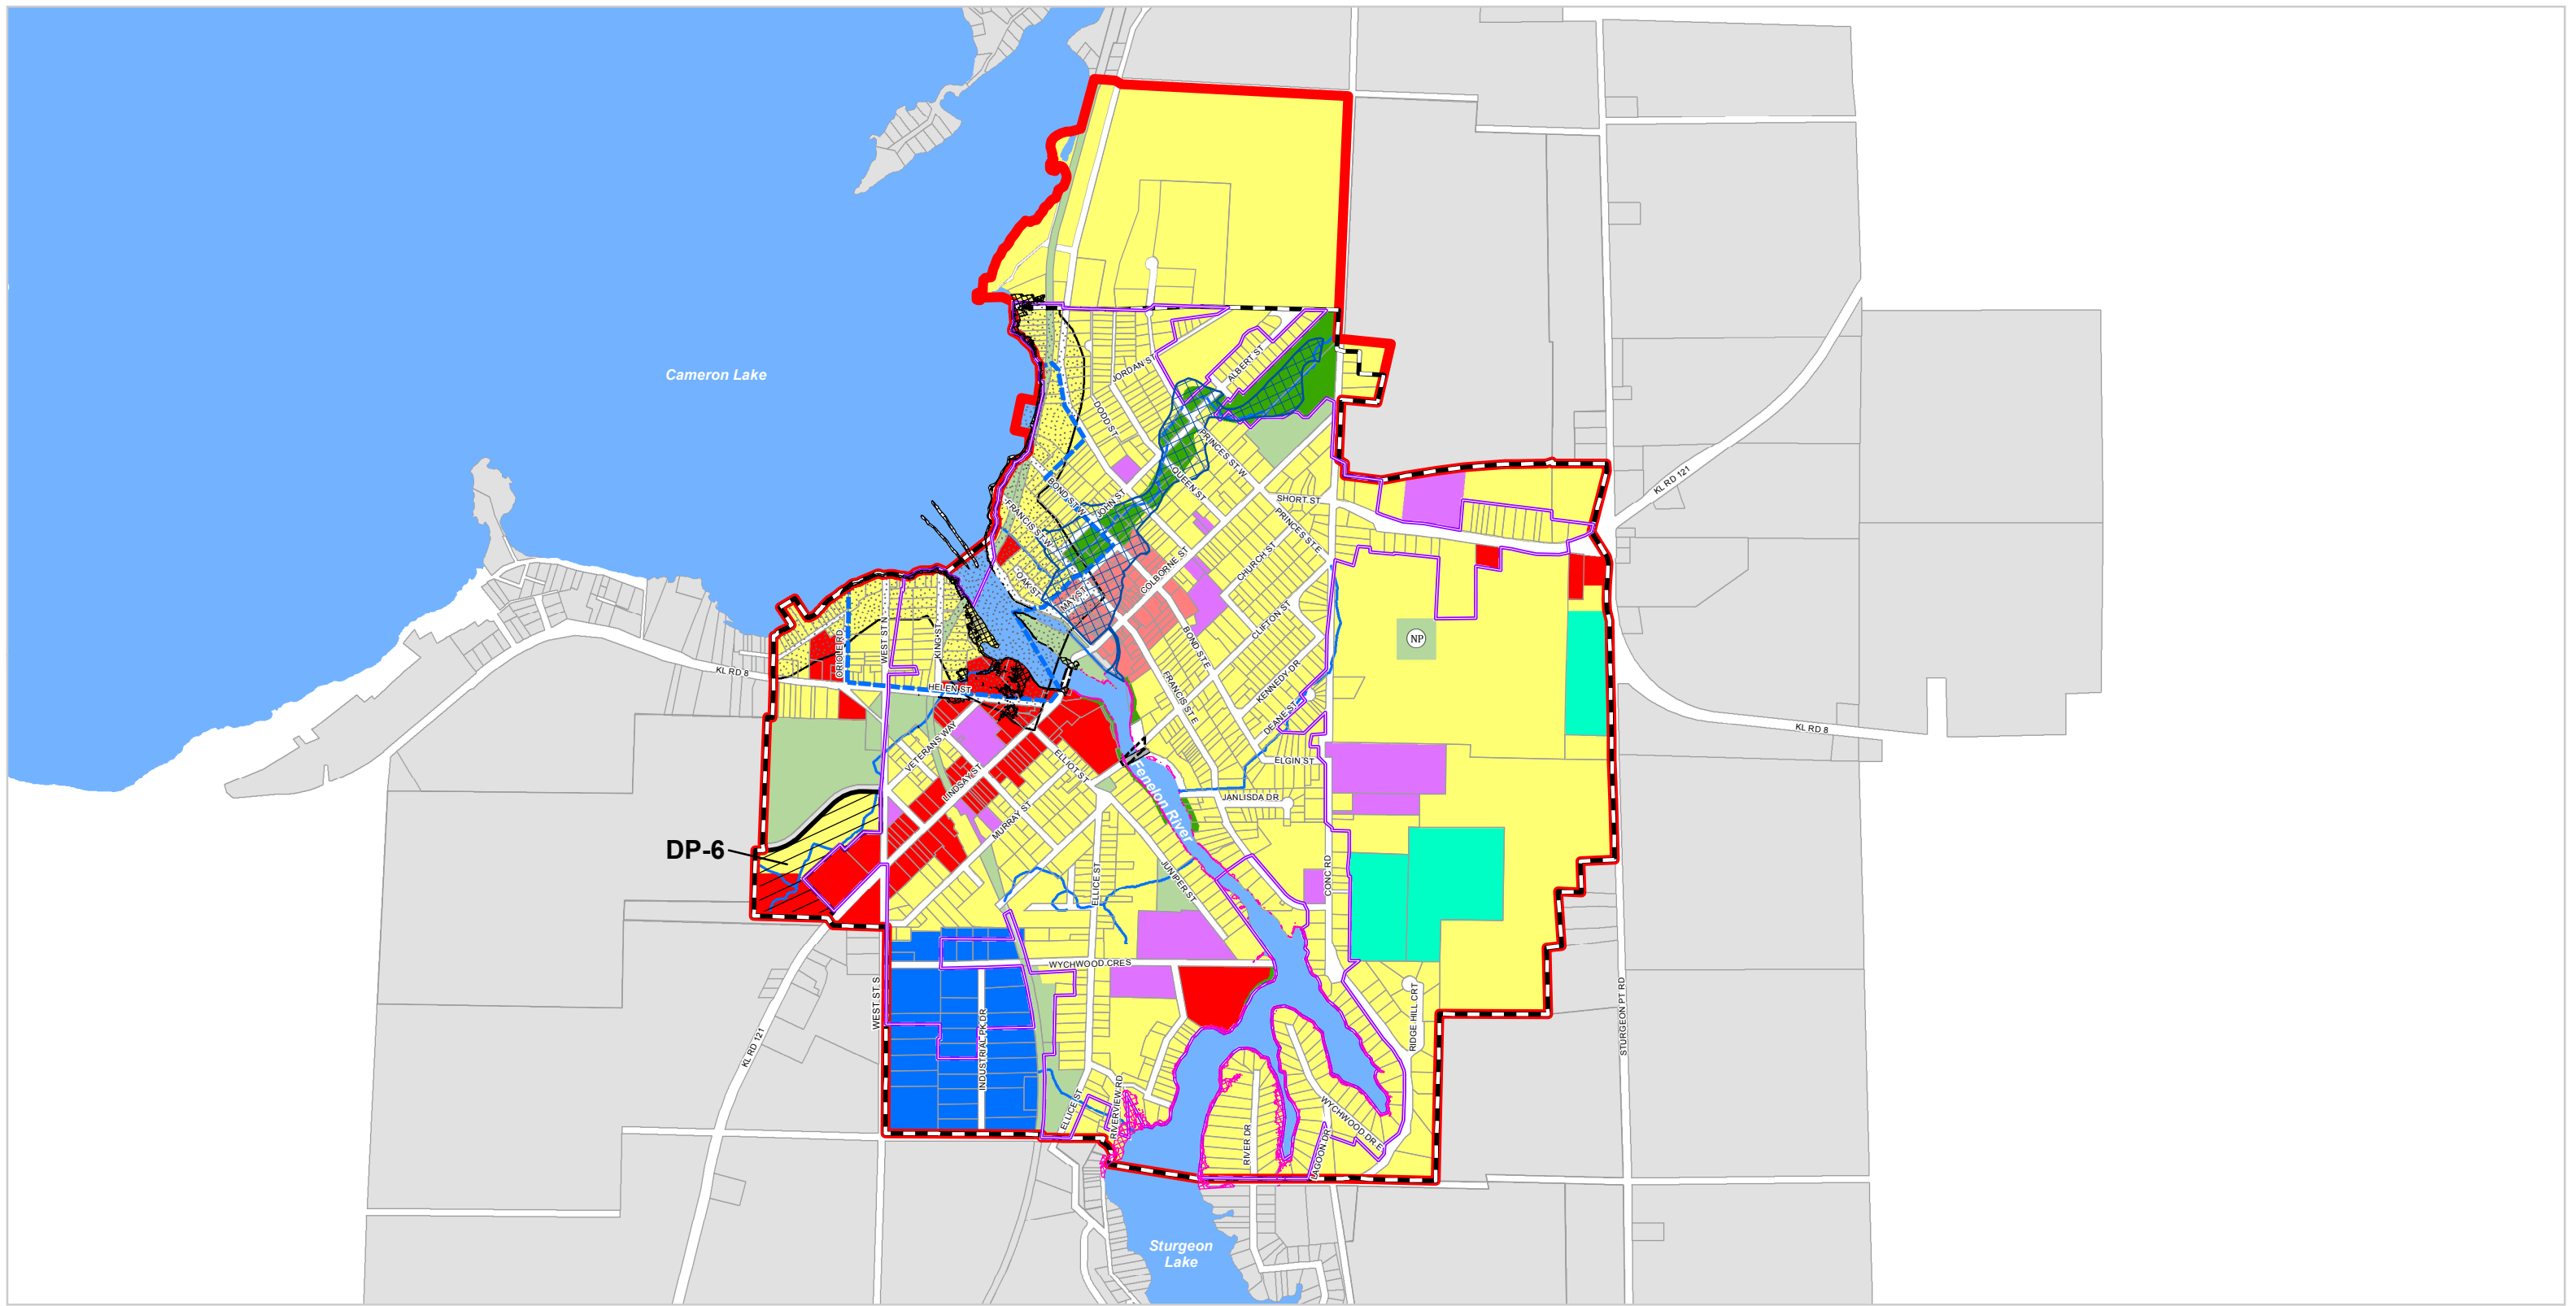 Cameron Lake
JORDAN ST
ALBERT ST
DODD ST
PRINCES ST W
QUEEN ST
JOHN ST
BOND ST W
FRANCIS ST W
SHORT ST
PRINCES ST E
KL RD 121
CHURCH ST
COLBORNE ST
OAK ST
MAY ST
CLIFTON ST
NP
ORIOLE RD
WEST ST N
KING ST
BOND ST E
KL RD 8
HELEN ST
KENNEDY DR
FRANCIS ST E
DEANE ST
KL RD 8
VETERANS WAY
ELLIOT ST
ELGIN ST
LINDSAY ST
Fenelon River
JANLISDA DR
MURRAY ST
DP-6
ELLICE ST
JUNIPER ST
CONC RD
WYCHWOOD CRES
WEST ST S
RIDGE HILL CRT
STURGEON PT RD
INDUSTRIAL PK DR
KL RD 121
ELLICE ST
RIVERVIEW RD
WYCHWOOD DR E
RIVER DR
LAGOON DR
Sturgeon
Lake